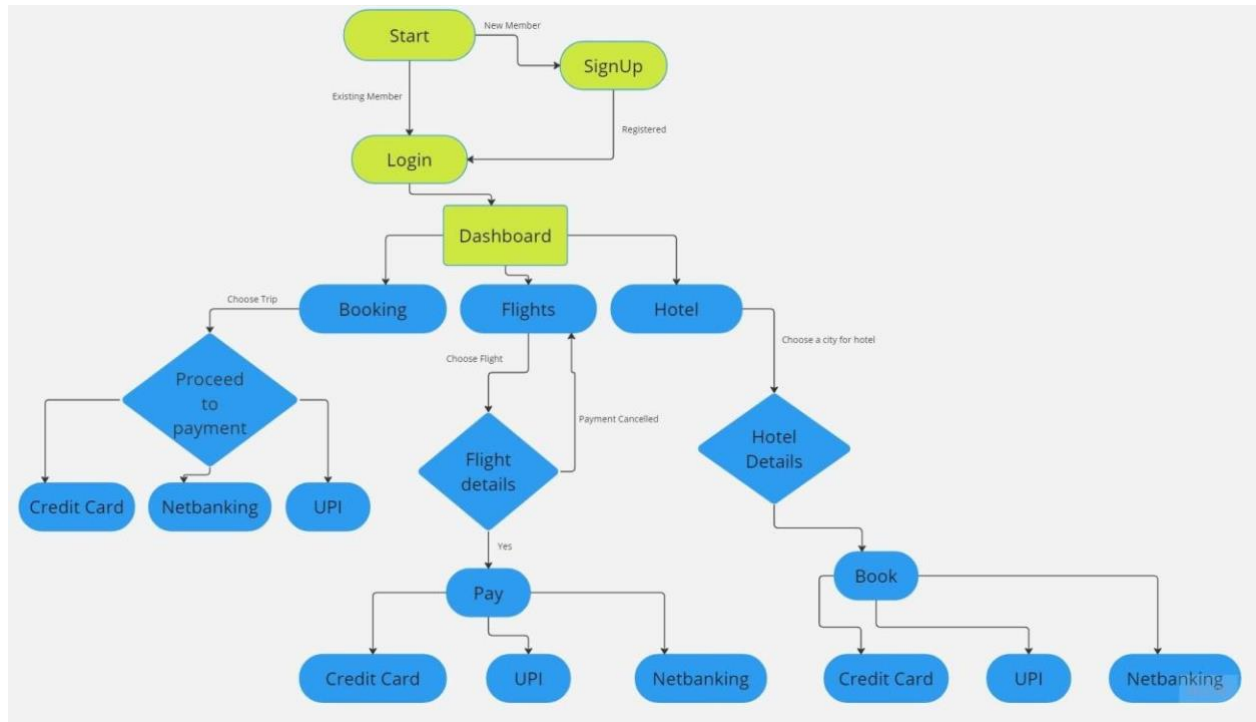 Start
New Member
SignUp
Existing Member
Registered
Login
Dashboard
Booking
Flights
Hotel
Choose Trip
Choose a city for hotel
Choose Flight
Proceed
to
payment
Payment Cancelled
Hotel
Details
Flight
details
Credit Card
Netbanking
UPI
Yes
Book
Pay
Credit Card
UPI
Netbanking
Credit Card
UPI
Netbanking